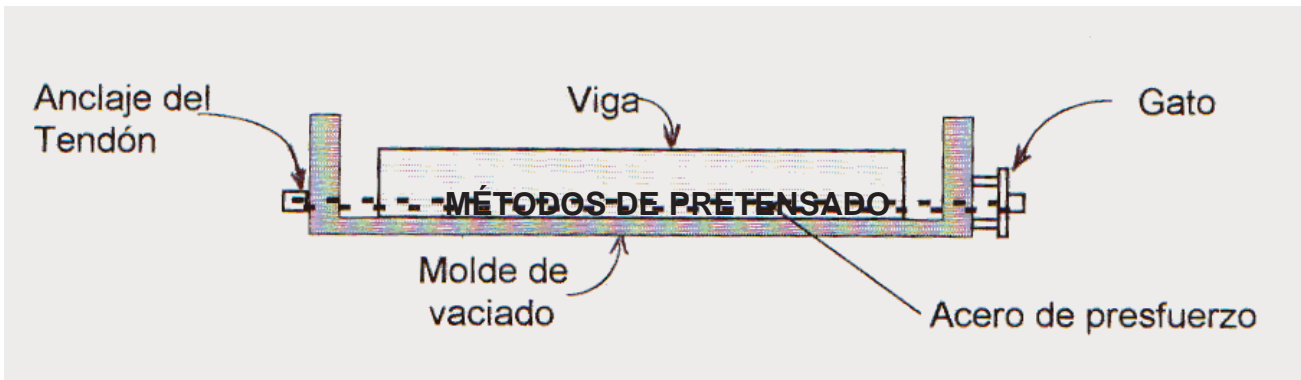 Anclaje del
Tendón
Viga
Gato
MÉTODOS DE PRETENSADO
Molde de
vaciado
Acero de presfuerzo